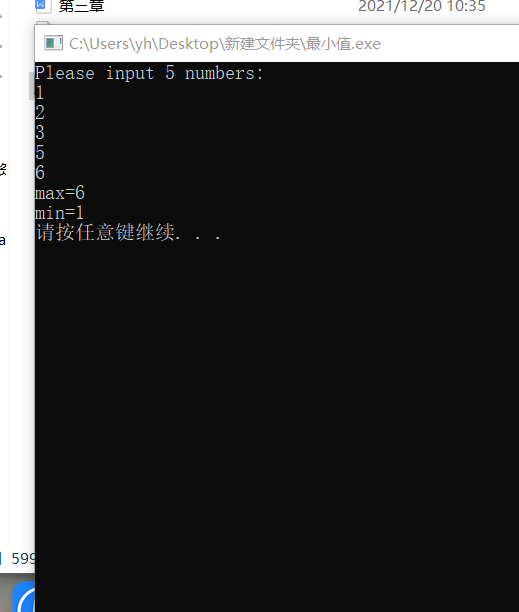 第三章 2021/12/20 10:35
C:\Users\yh\Desktop\新建文件夹\最小值.exe
Please input 5 numbers:
1
2
3
5
6
max=6
min=1
请按任意键继续. . .
a
599